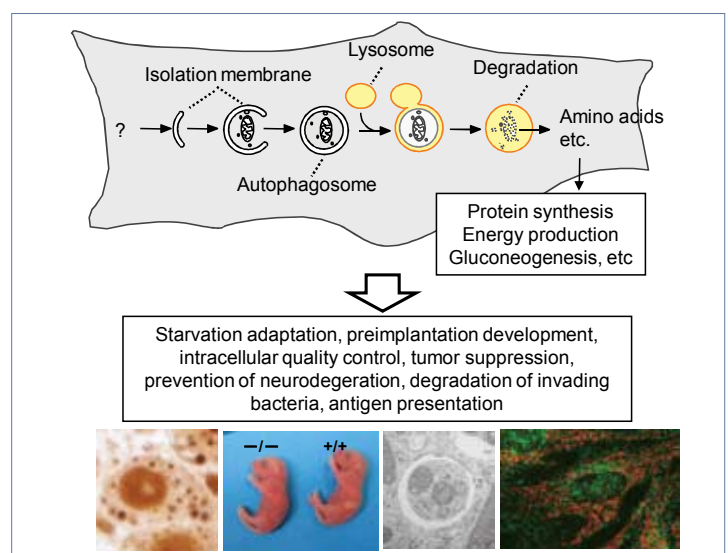 Lysosome
Isolation membrane
Degradation
?
Amino acids
etc.
Autophagosome
Protein synthesis
Energy production
Gluconeogenesis, etc
Starvation adaptation, preimplantation development,
intracellular quality control, tumor suppression,
prevention of neurodegeration, degradation of invading
bacteria, antigen presentation
–/–
+/+